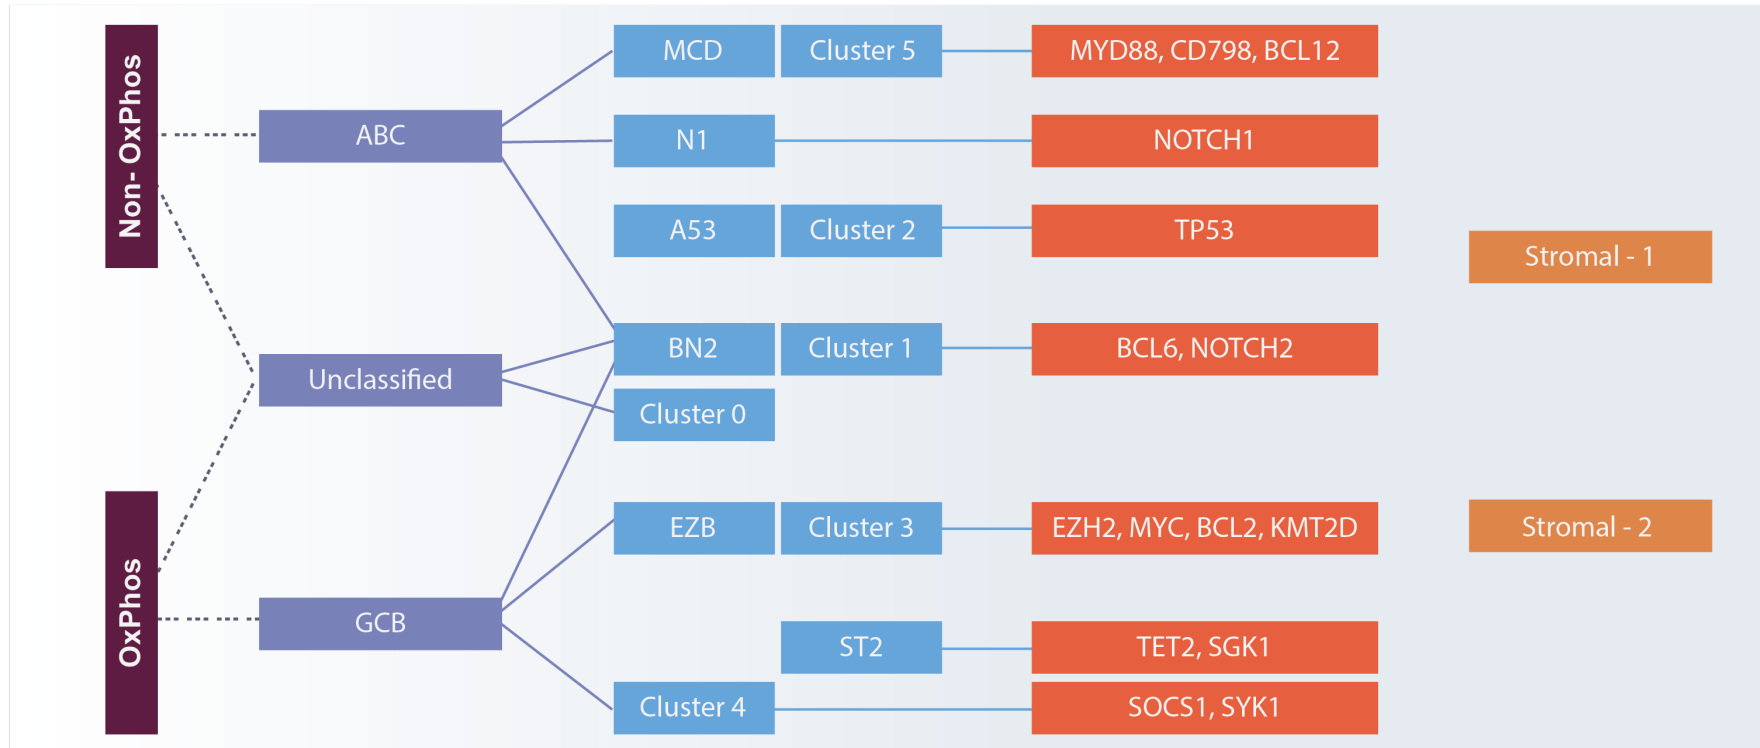 Non- OxPhos
OxPhos
ABC
Unclassified
GCB
MCD
Cluster 5
MYD88, CD798, BCL12
N1
NOTCH1
A53
Cluster 2
TP53
BN2
Cluster 1
BCL6, NOTCH2
Cluster 0
EZB
Cluster 3
EZH2, MYC, BCL2, KMT2D
ST2
TET2, SGK1
Cluster 4
SOCS1, SYK1
Stromal - 1
Stromal - 2